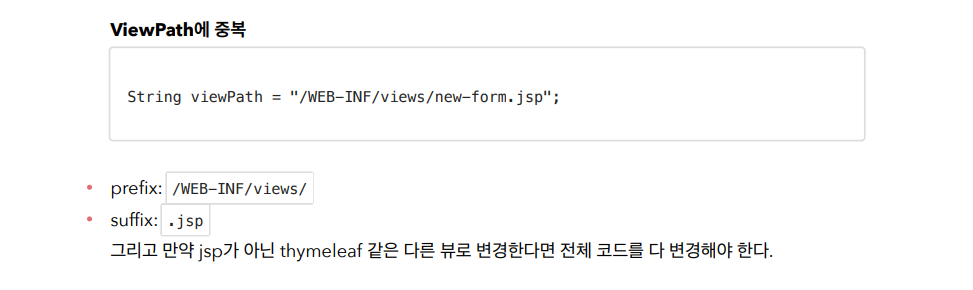 ViewPath에 중복
String viewPath = "/WEB-INF/views/new-form.jsp";
• prefix: /WEB-INF/views/
• suffix: .jsp
그리고 만약 jsp가 아닌 thymeleaf 같은 다른 뷰로 변경한다면 전체 코드를 다 변경해야 한다.